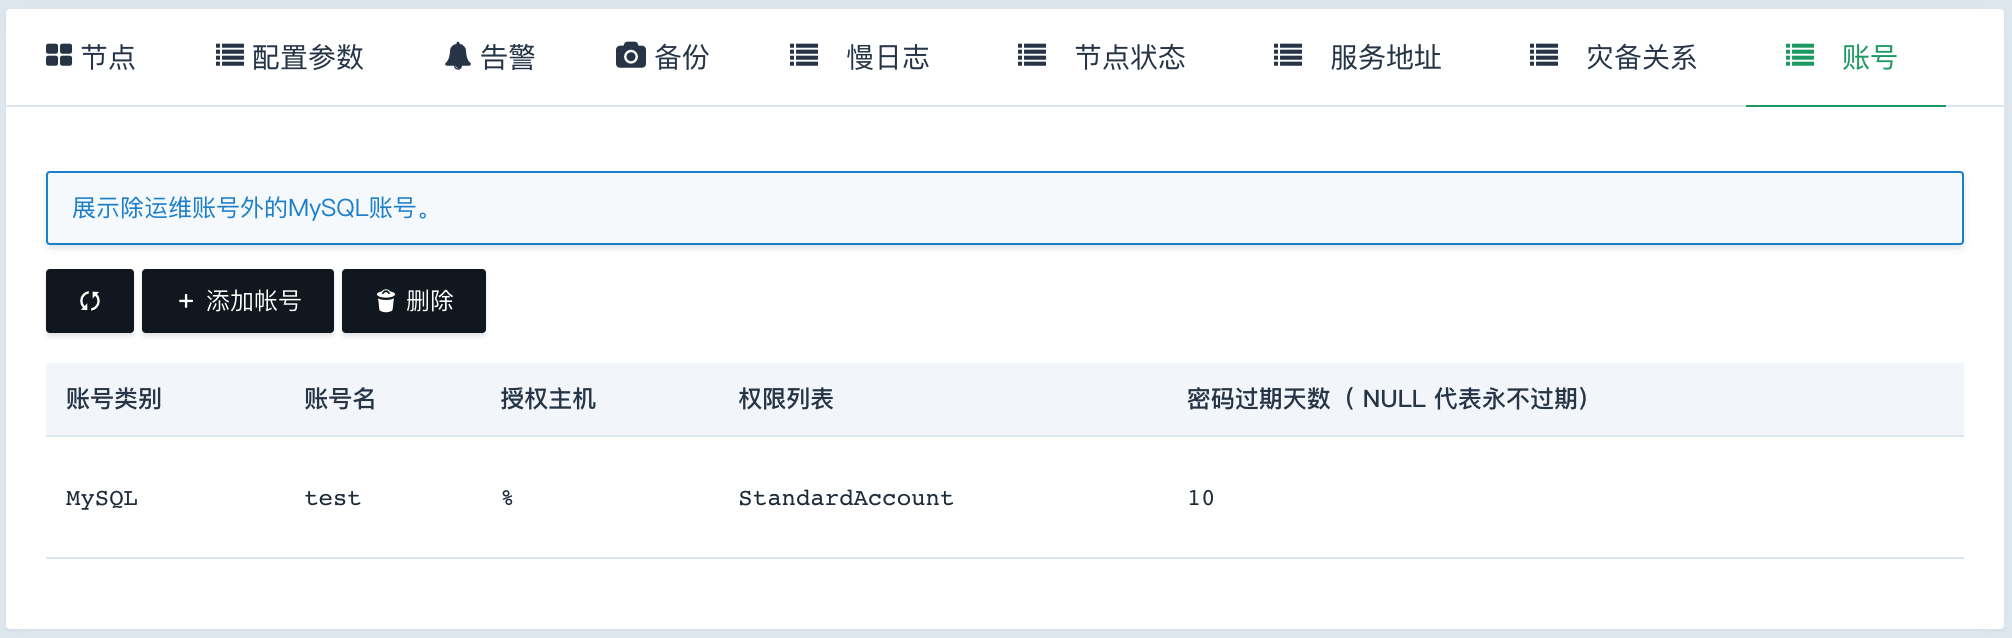 节点 配置参数 告警 备份 慢日志 节点状态 服务地址 灾备关系 账号
展示除运维账号外的MySQL账号。
+ 添加帐号 删除
账号类别 账号名 授权主机 权限列表 密码过期天数（ NULL 代表永不过期）
MySQL test % StandardAccount 10